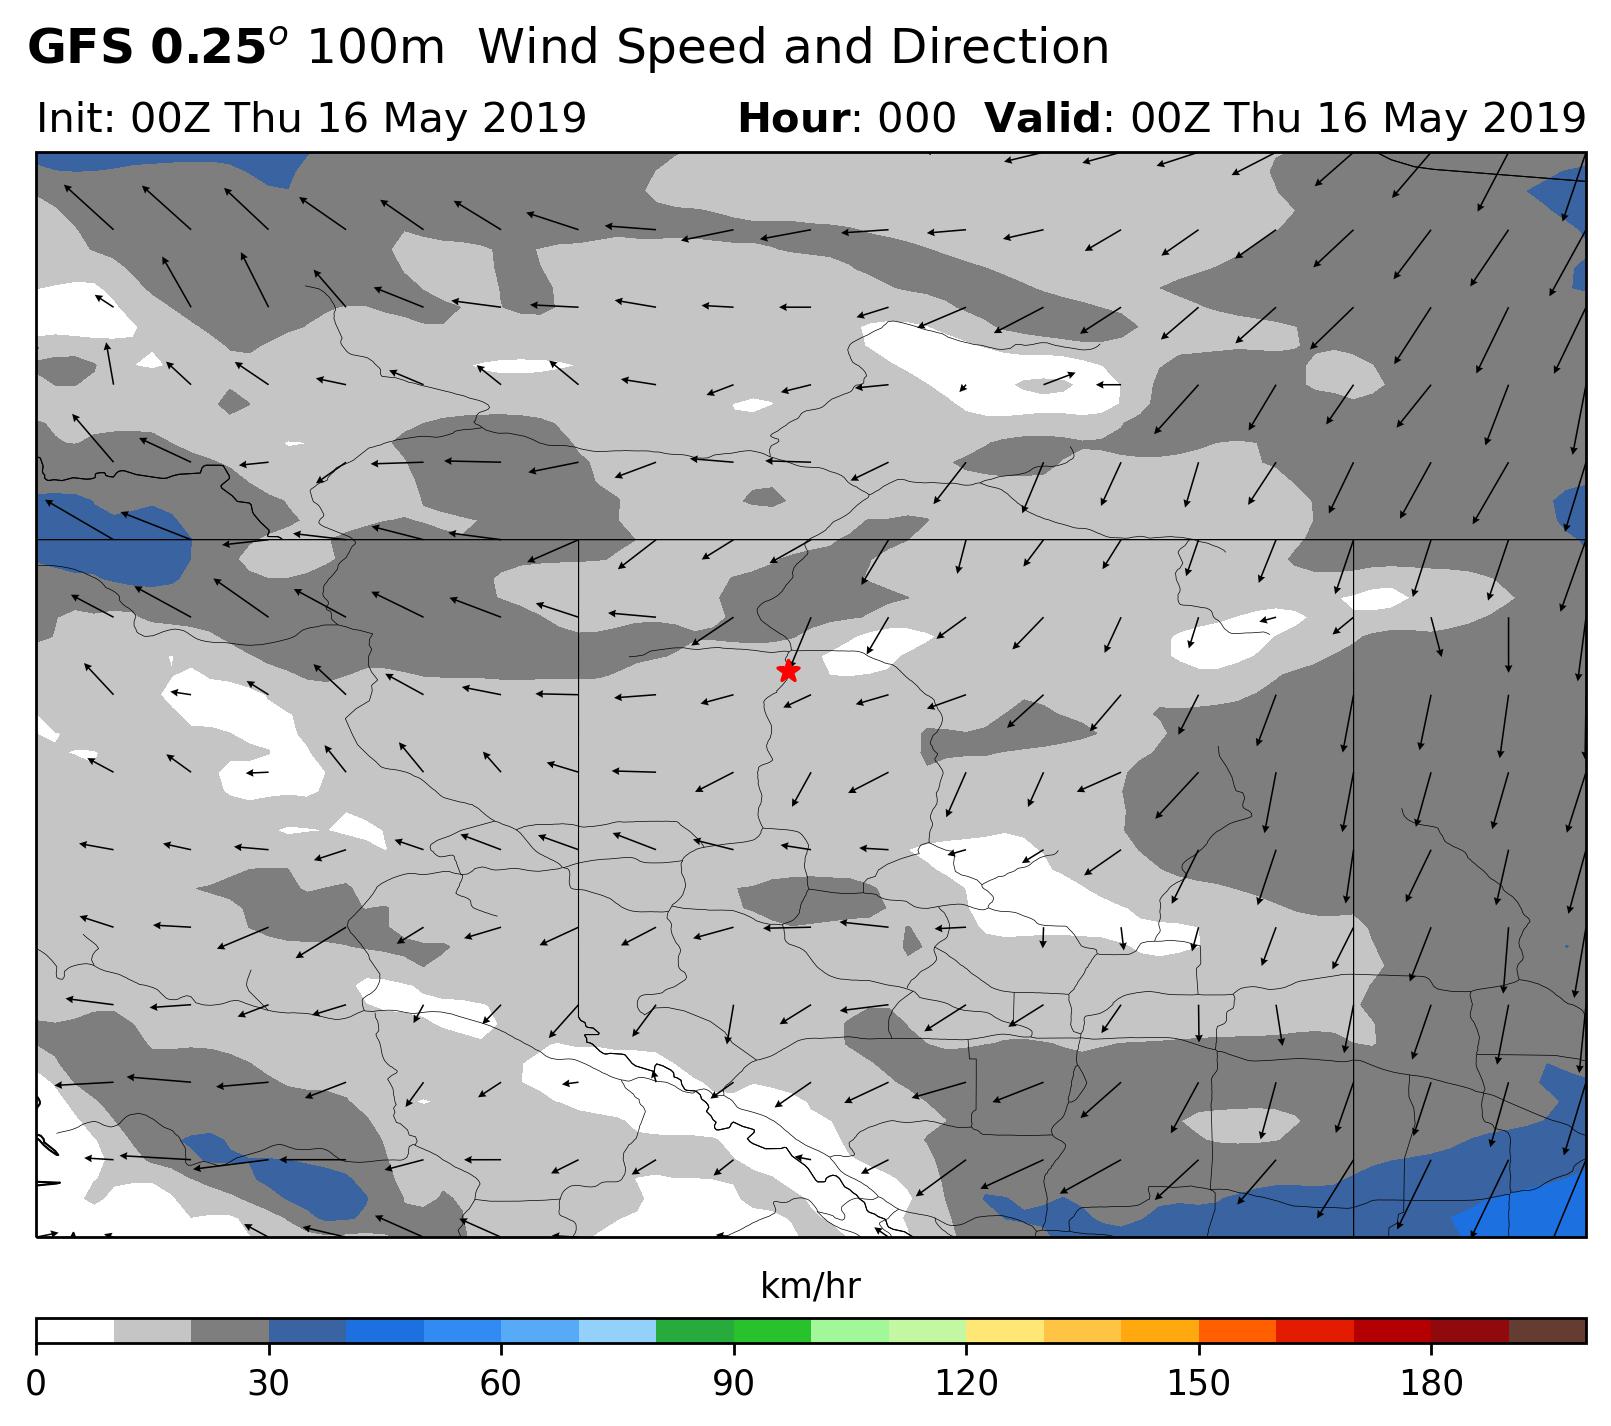 GFS 0.25° 100m Wind Speed and Direction
Init: 00Z Thu 16 May 2019 Hour: 000 Valid: 00Z Thu 16 May 2019
km/hr
0 30 60 90 120 150 180